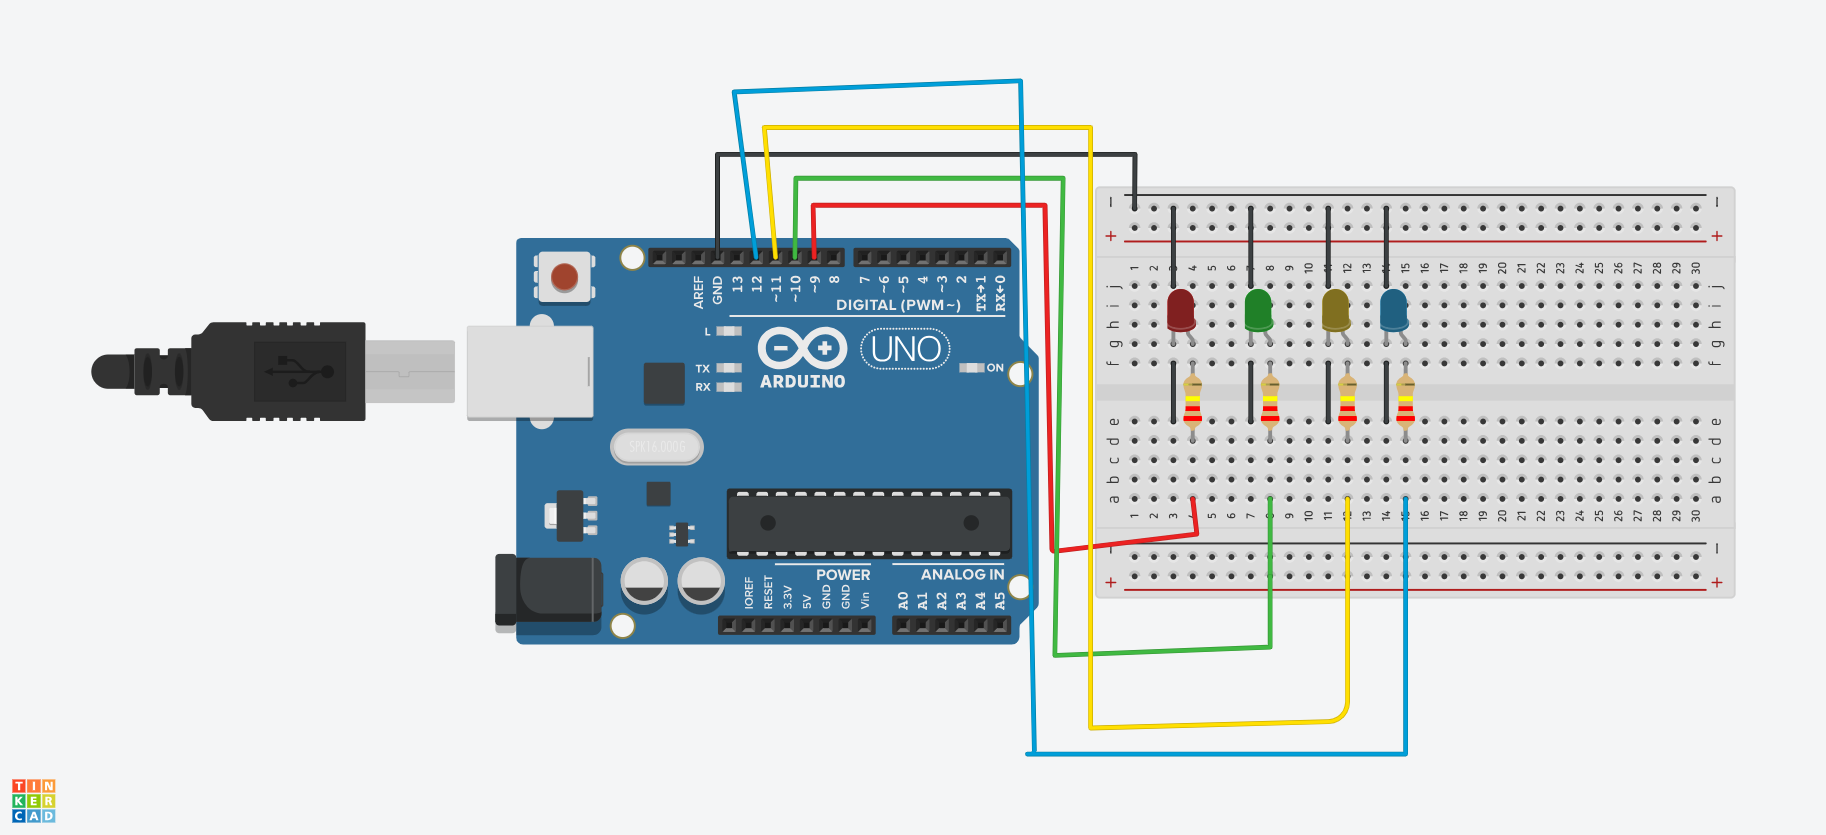 AREF
GND
13
12
~11
~10
~9
8
7
~6
~5
4
~3
2
TX→1
RX←0
DIGITAL (PWM~)
L
TX
RX
ARDUINO
UNO
ON
SPK16.000G
POWER
ANALOG IN
IOREF
RESET
3.3V
5V
GND
GND
Vin
A0
A1
A2
A3
A4
A5
− −
+ +
1 2 3 4 5 6 7 8 9 10 11 12 13 14 15 16 17 18 19 20 21 22 23 24 25 26 27 28 29 30
j j
i i
h h
g g
f f
e e
d d
c c
b b
a a
1 2 3 4 5 6 7 8 9 10 11 12 13 14 15 16 17 18 19 20 21 22 23 24 25 26 27 28 29 30
− −
+ +
TIN
KER
CAD